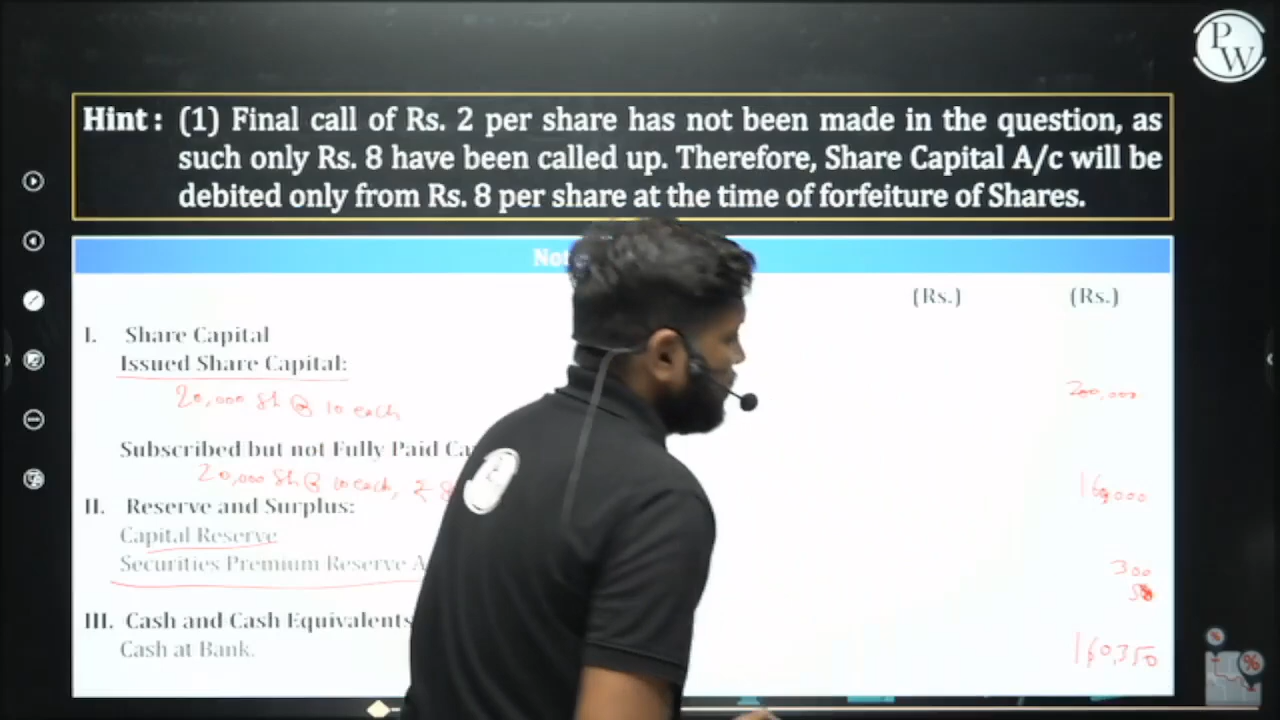 PW
Hint: (1) Final call of Rs. 2 per share has not been made in the question, as
such only Rs. 8 have been called up. Therefore, Share Capital A/c will be
debited only from Rs. 8 per share at the time of forfeiture of Shares.
(Rs.) (Rs.)
I. Share Capital
Issued Share Capital:
20,000 Sh @ 10 each 200,000
Subscribed but not Fully Paid
20,000 Sh @ 10 each, ₹ 8 160,000
II. Reserve and Surplus:
Capital Reserve
Securities Premium Reserve 300
50
III. Cash and Cash Equivalents
Cash at Bank. 160,350